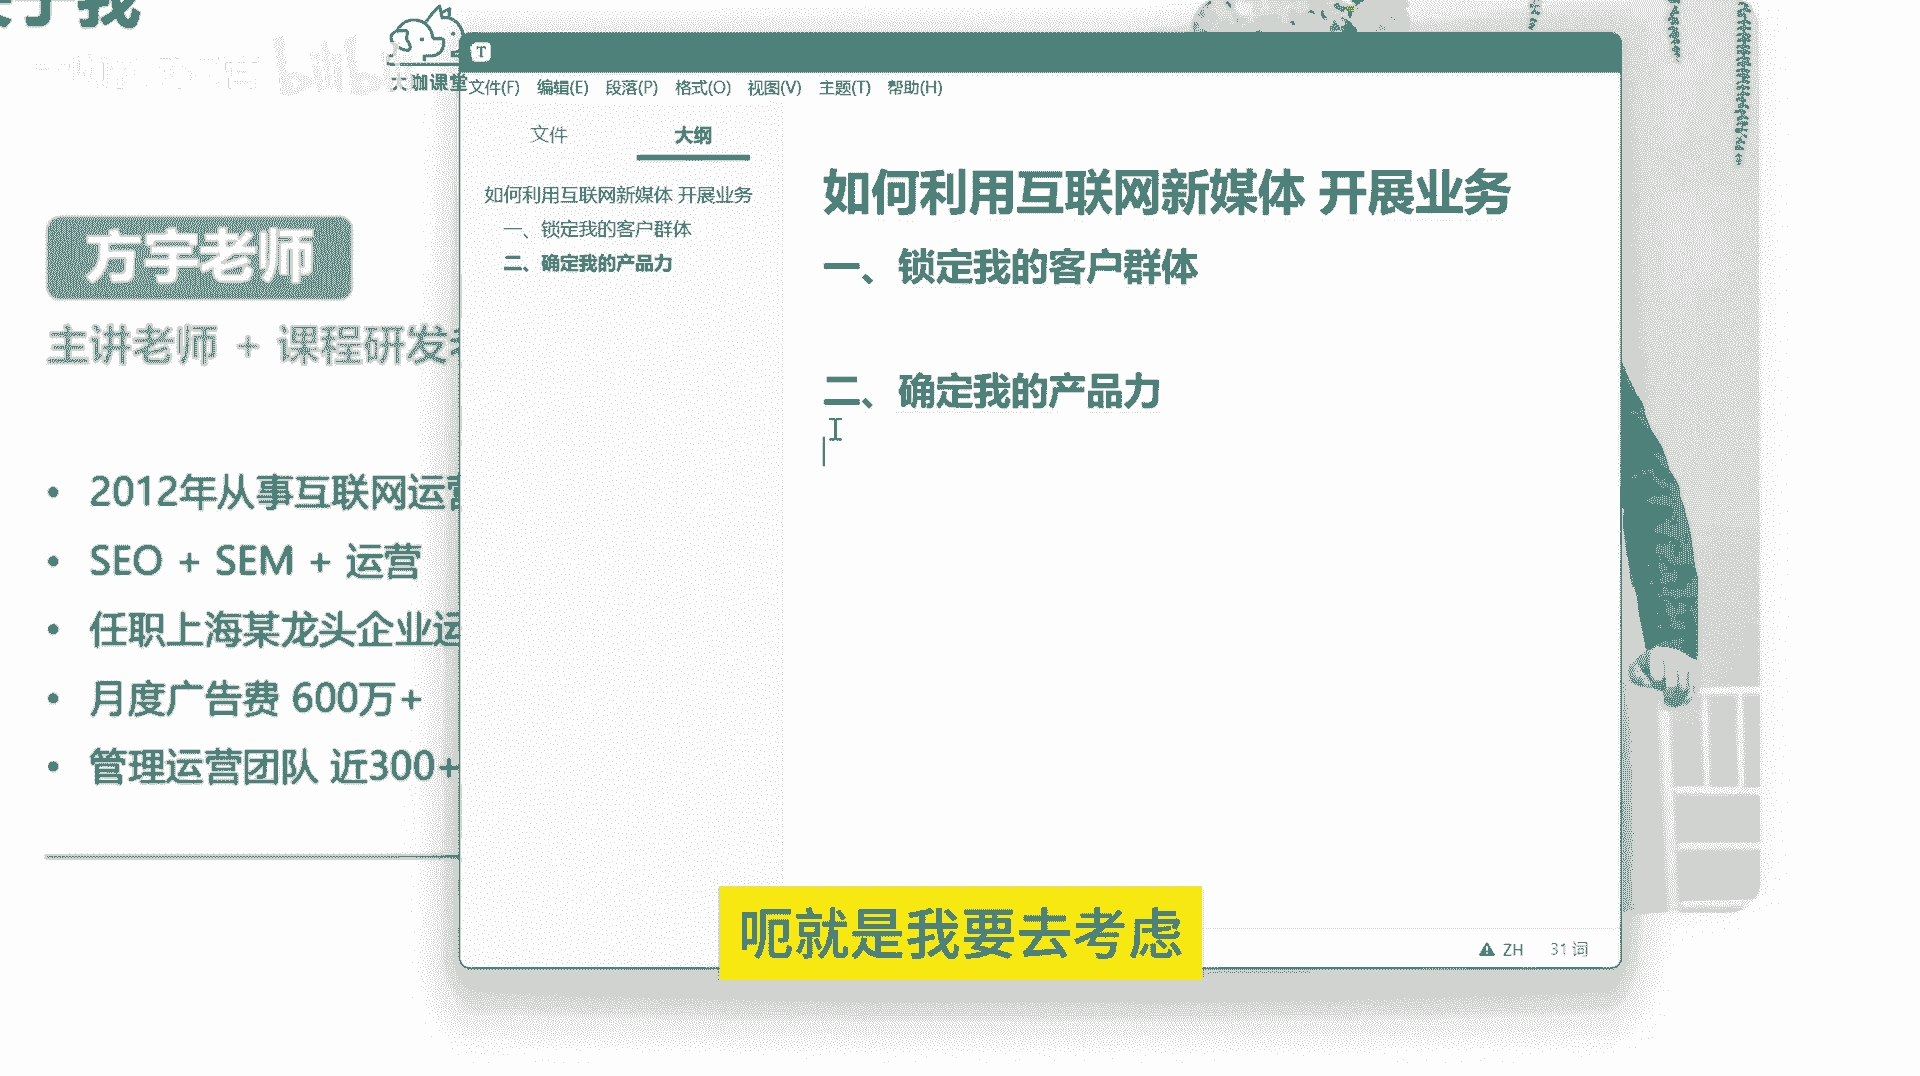 大咖课堂
方宇老师
主讲老师 + 课程研发
2012年从事互联网运营
SEO + SEM + 运营
任职上海某龙头企业运
月度广告费 600万+
管理运营团队 近300+
T
文件(F) 编辑(E) 段落(P) 格式(O) 视图(V) 主题(T) 帮助(H)
文件 大纲
如何利用互联网新媒体 开展业务
一、锁定我的客户群体
二、确定我的产品力
如何利用互联网新媒体 开展业务
一、锁定我的客户群体
二、确定我的产品力
ZH 31 词
呃就是我要去考虑